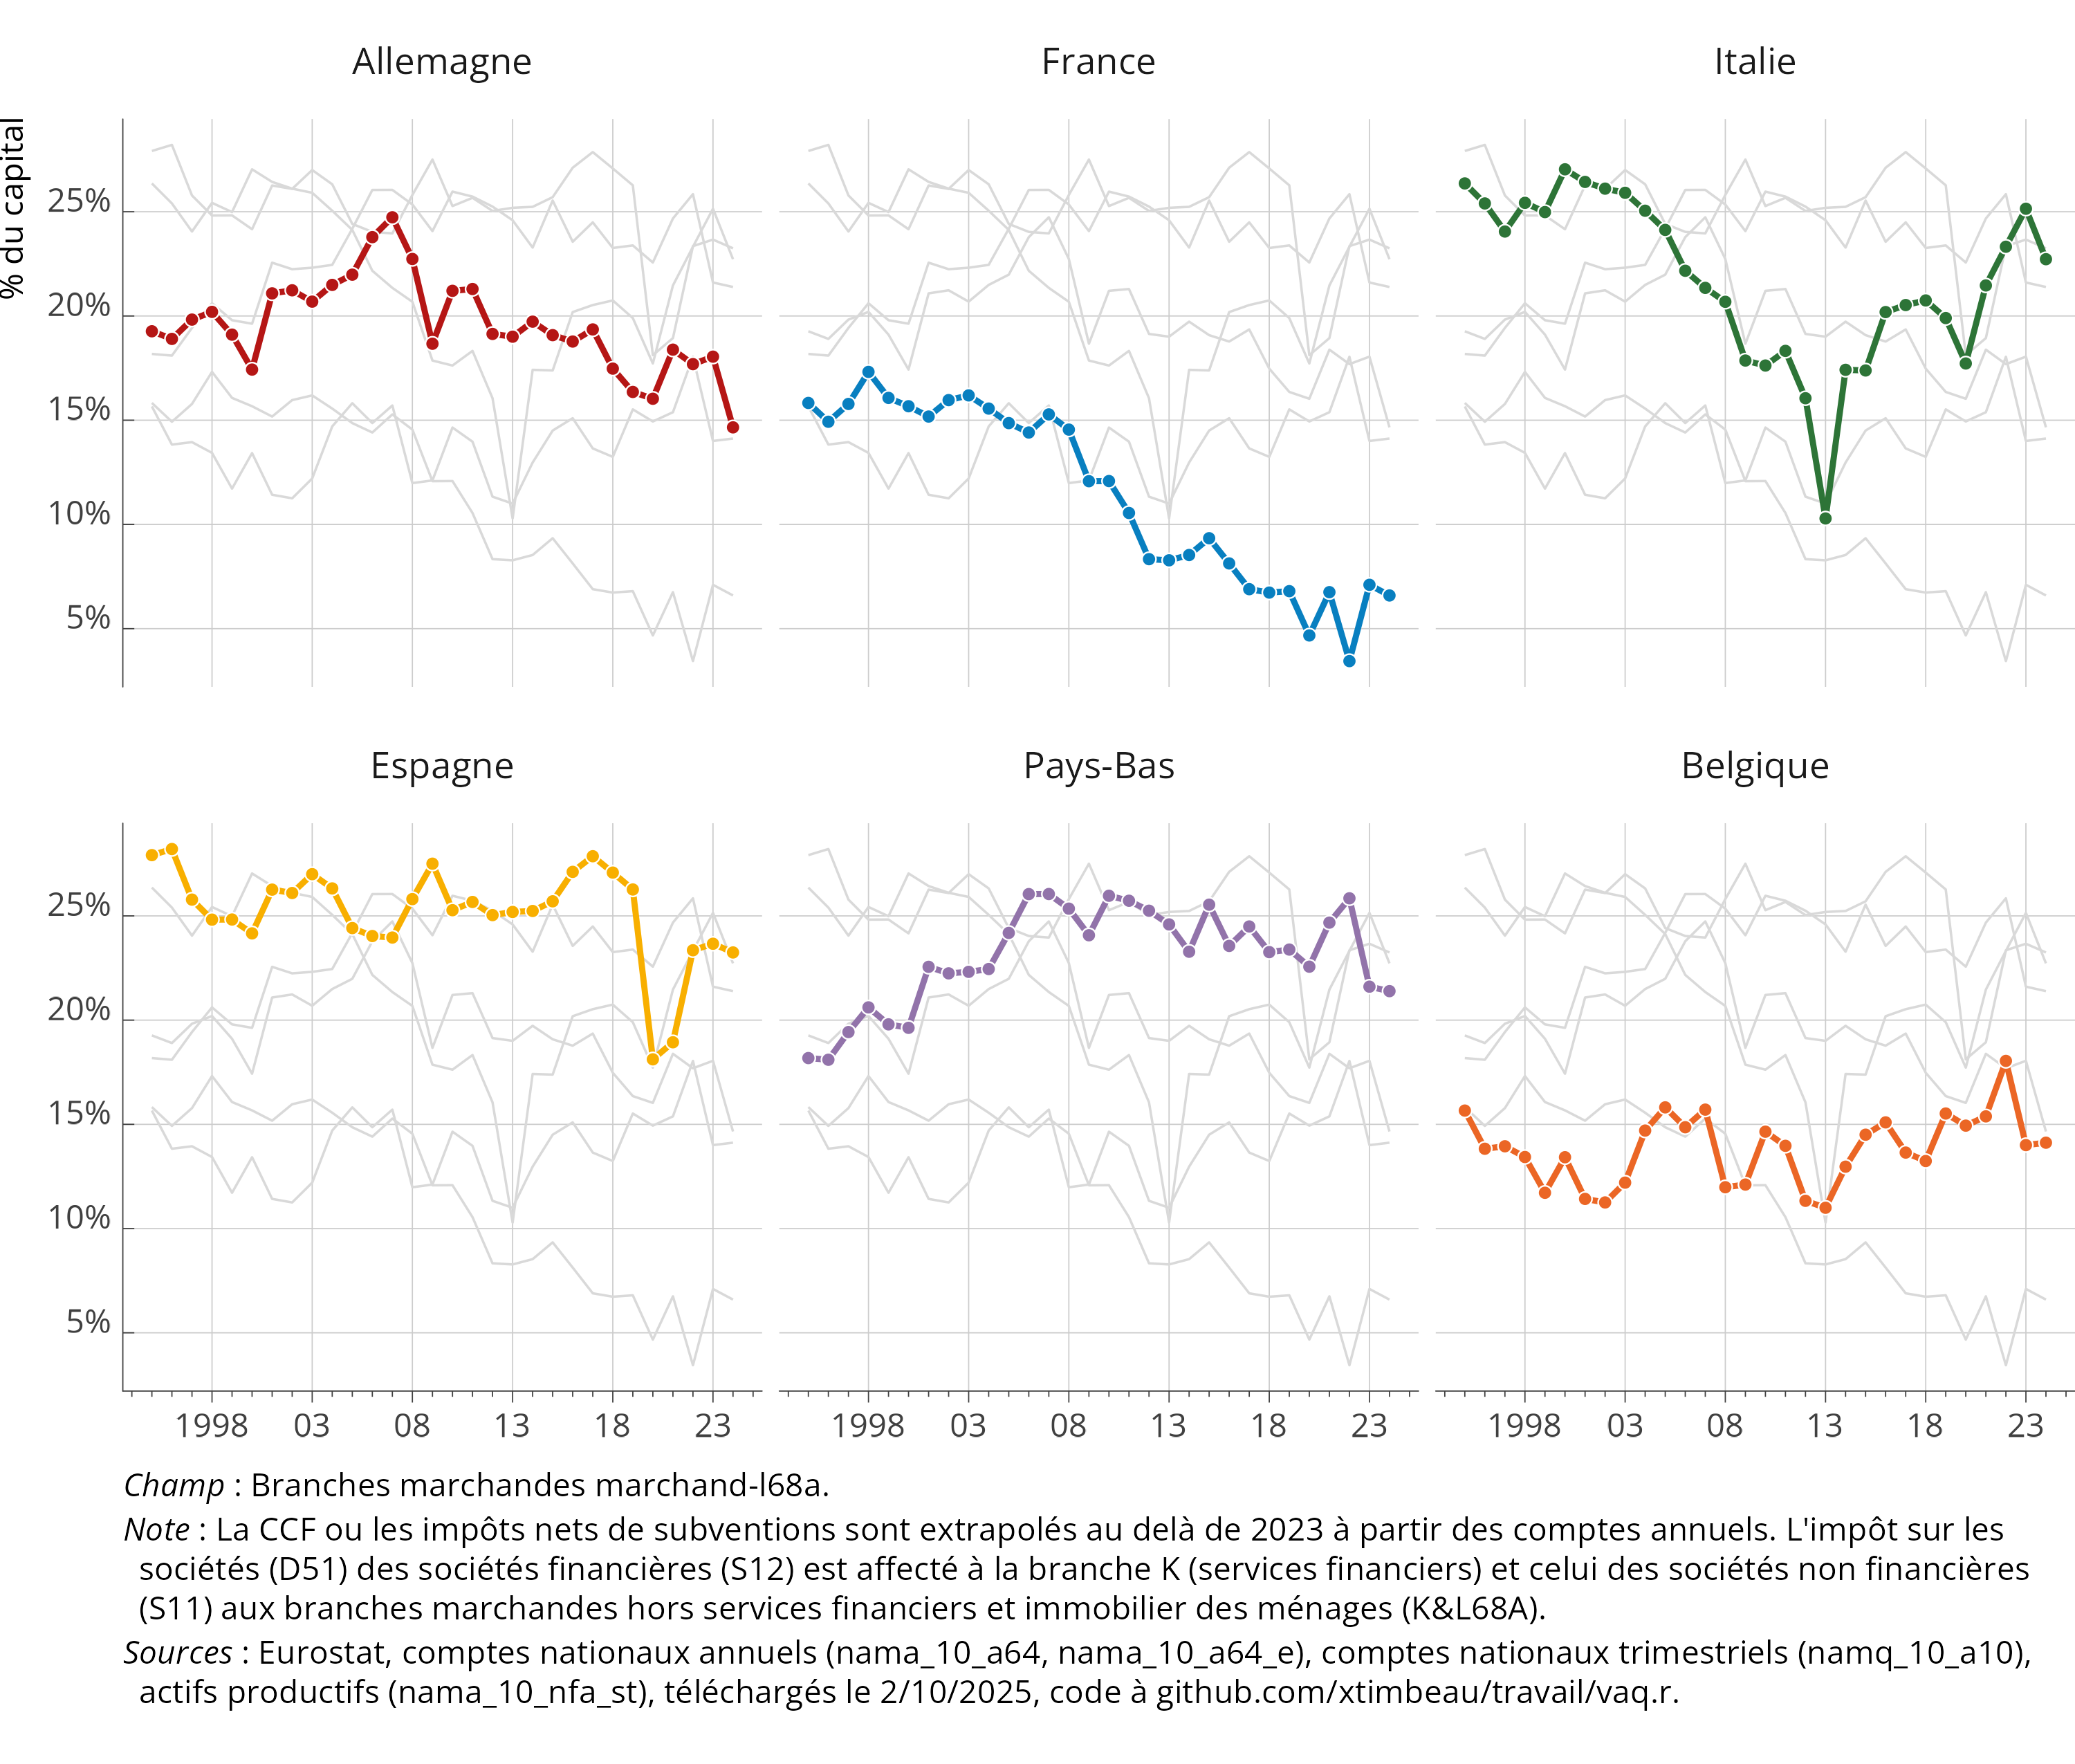 Allemagne
France
Italie
% du capital
25%
20%
15%
10%
5%
Espagne
Pays-Bas
Belgique
25%
20%
15%
10%
5%
1998 03 08 13 18 23
1998 03 08 13 18 23
1998 03 08 13 18 23
Champ : Branches marchandes marchand-l68a.
Note : La CCF ou les impôts nets de subventions sont extrapolés au delà de 2023 à partir des comptes annuels. L'impôt sur les
sociétés (D51) des sociétés financières (S12) est affecté à la branche K (services financiers) et celui des sociétés non financières
(S11) aux branches marchandes hors services financiers et immobilier des ménages (K&L68A).
Sources : Eurostat, comptes nationaux annuels (nama_10_a64, nama_10_a64_e), comptes nationaux trimestriels (namq_10_a10),
actifs productifs (nama_10_nfa_st), téléchargés le 2/10/2025, code à github.com/xtimbeau/travail/vaq.r.